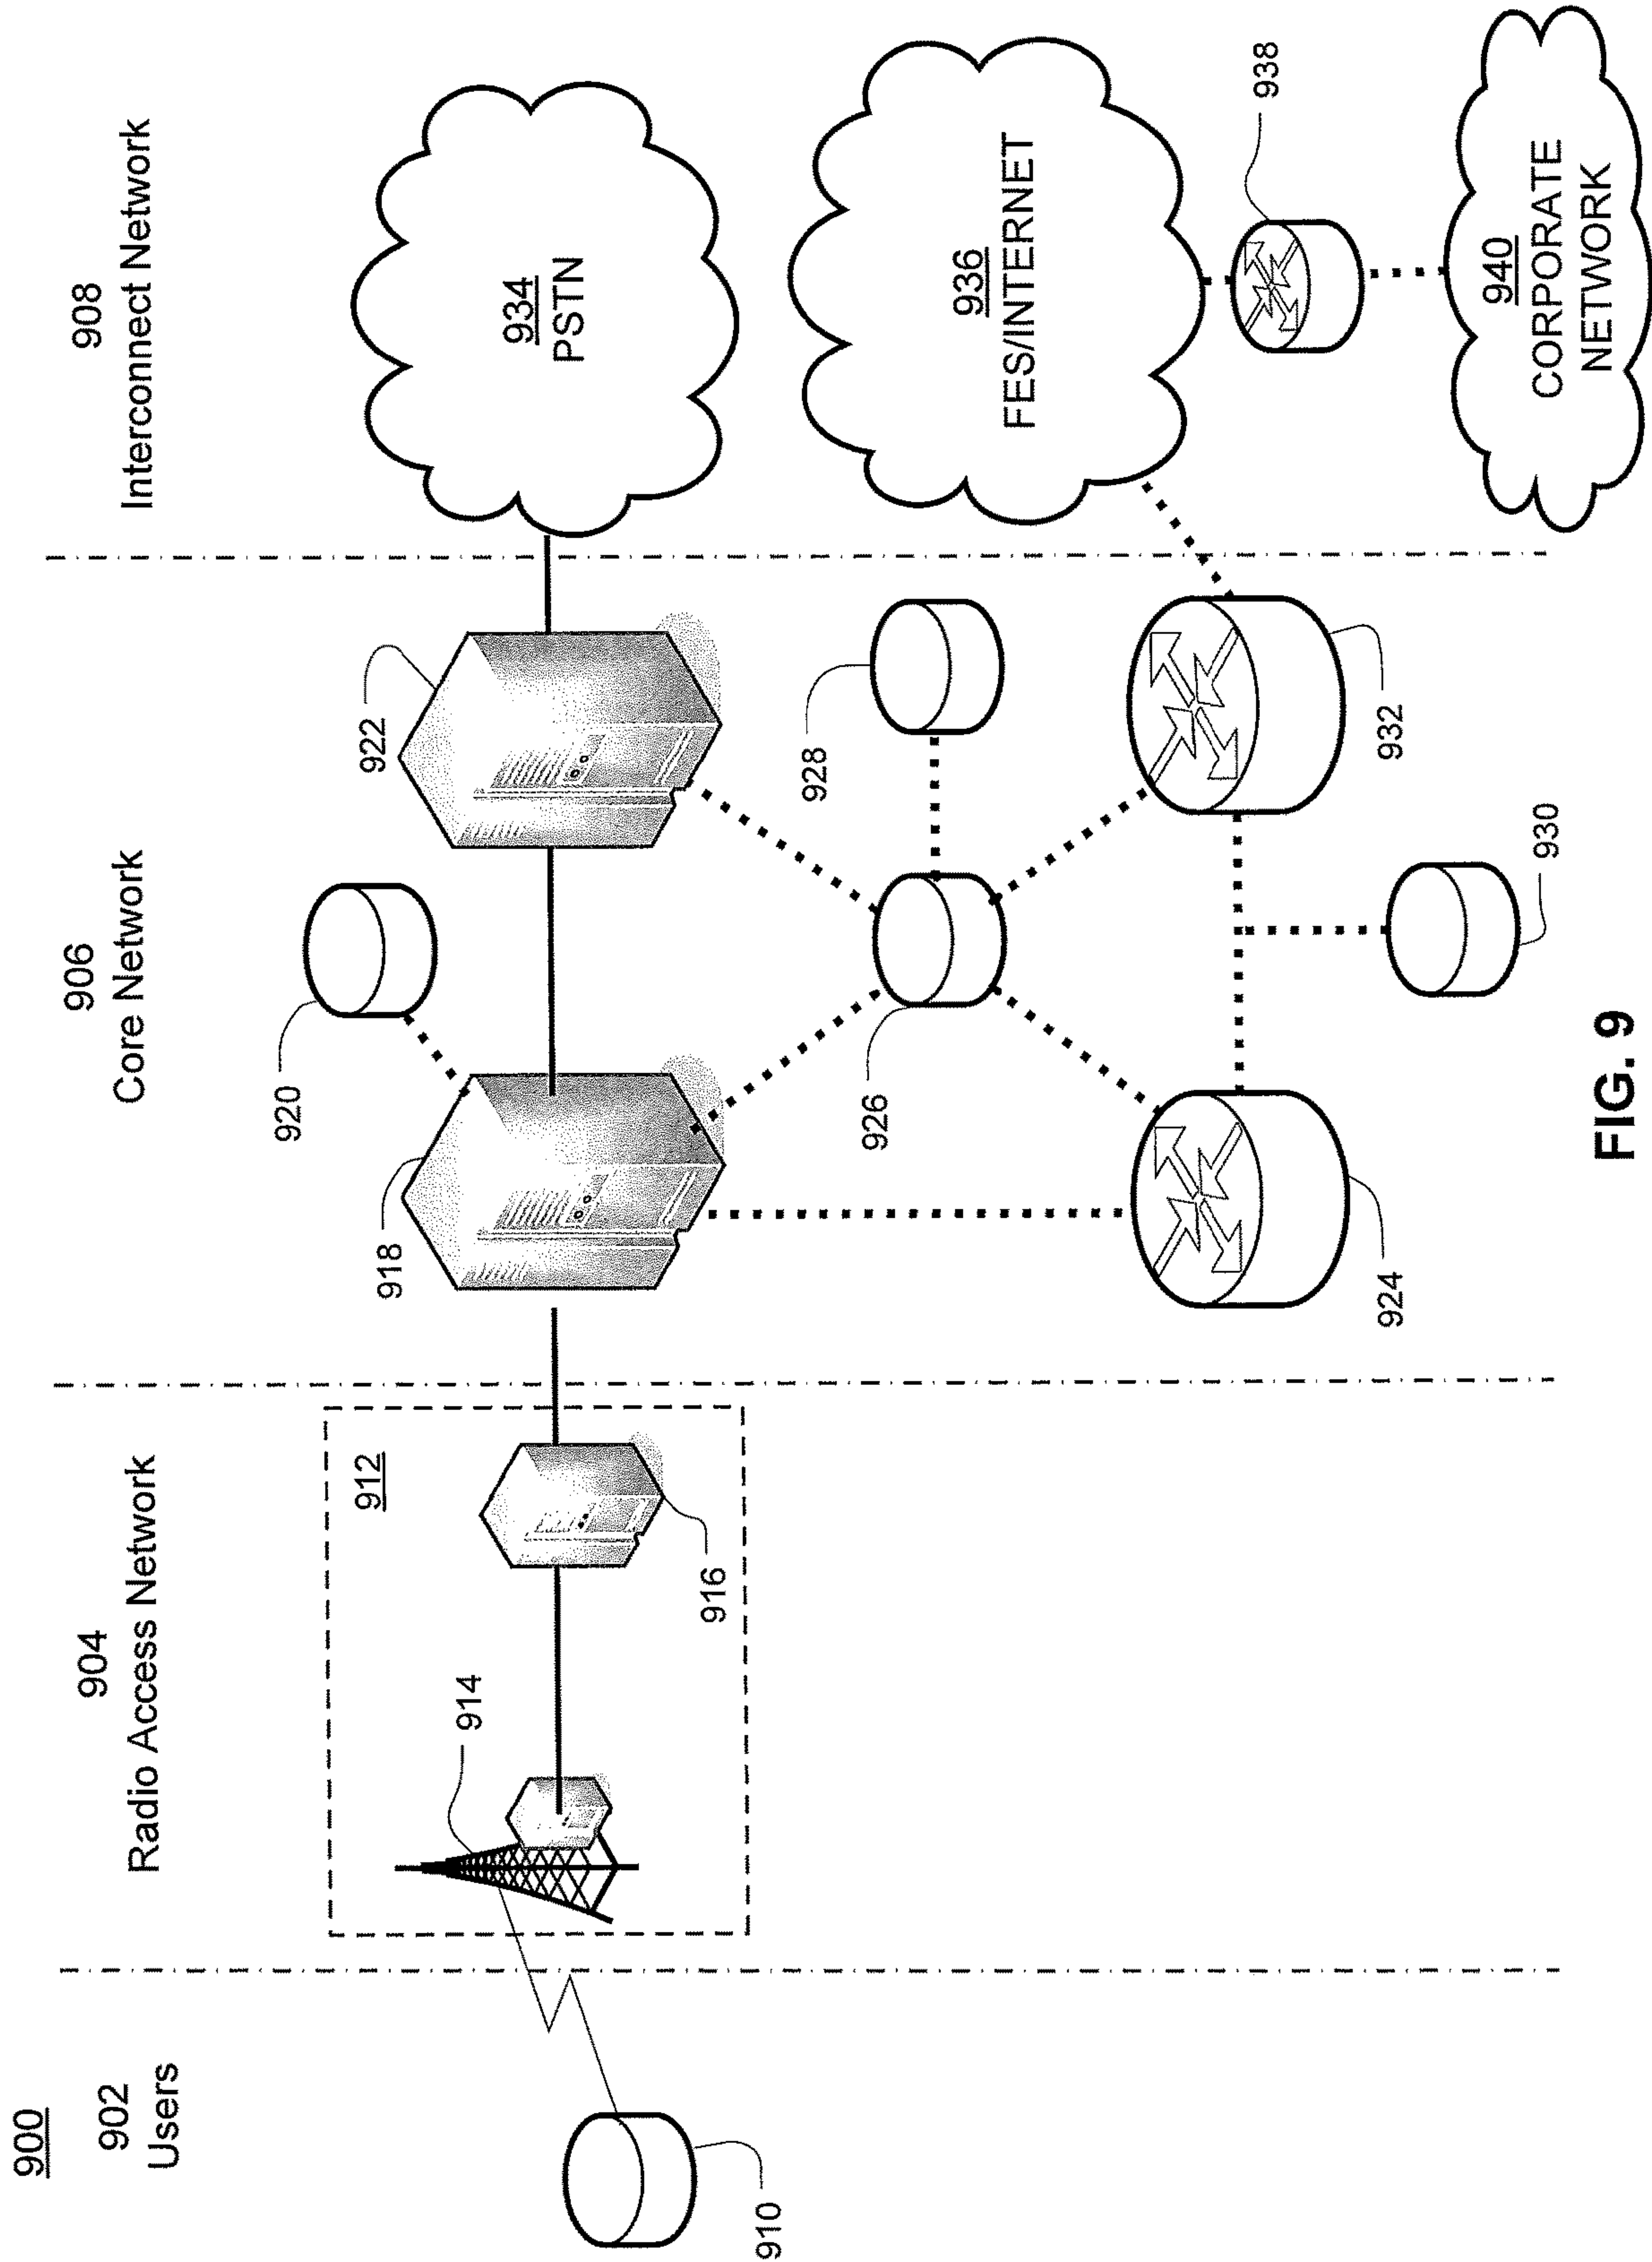 900
902
Users
904
Radio Access Network
906
Core Network
908
Interconnect Network
910
912
914
916
918
920
922
924
926
928
930
932
934
PSTN
936
FES/INTERNET
938
940
CORPORATE
NETWORK
FIG. 9